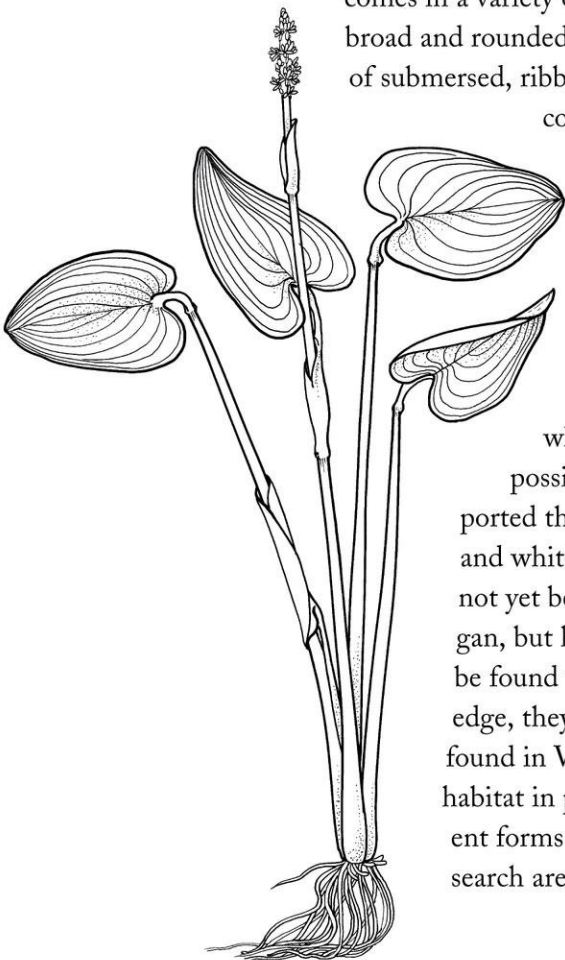 comes in a variety
broad and rounded
of submersed, ribb
co
wh
possi
ported th
and whit
not yet be
gan, but
be found
edge, they
found in
habitat in
ent forms
search are